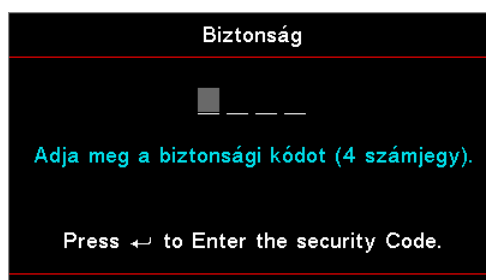 Biztonság
_ _ _ _
Adja meg a biztonsági kódot (4 számjegy).
Press ↵ to Enter the security Code.